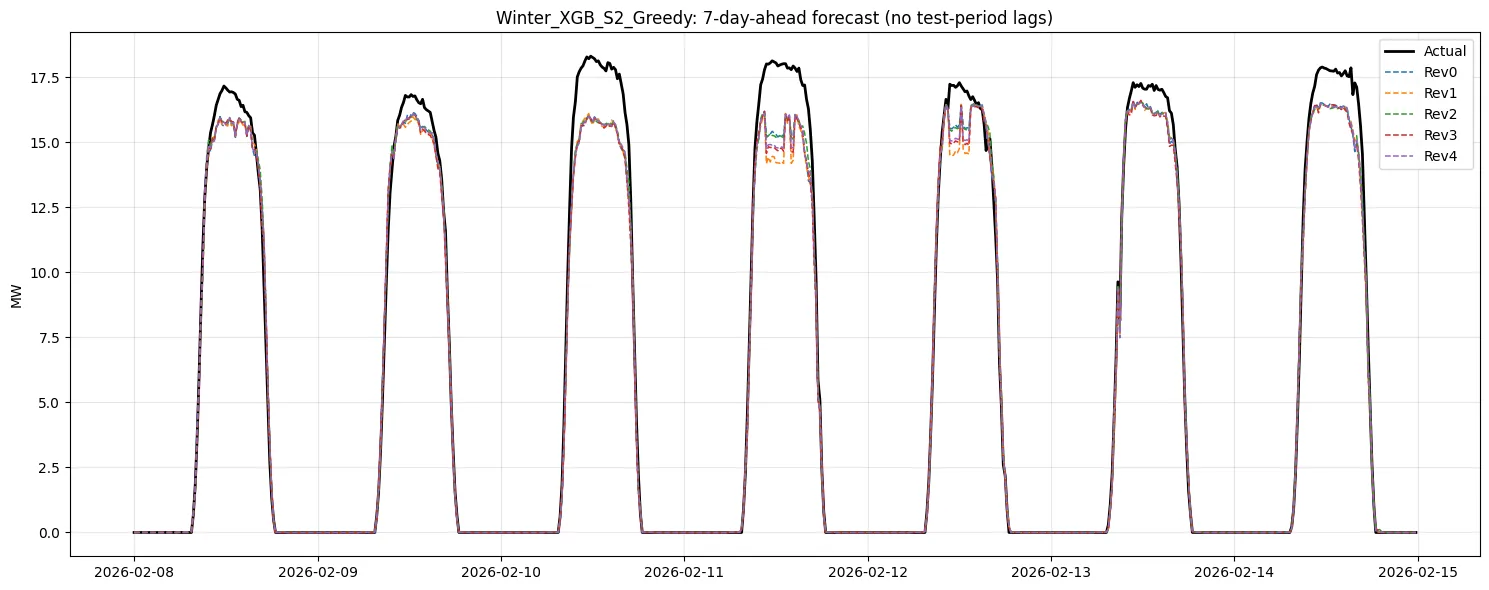 Winter_XGB_S2_Greedy: 7-day-ahead forecast (no test-period lags)
Actual
Rev0
Rev1
Rev2
Rev3
Rev4
MW
17.5
15.0
12.5
10.0
7.5
5.0
2.5
0.0
2026-02-08 2026-02-09 2026-02-10 2026-02-11 2026-02-12 2026-02-13 2026-02-14 2026-02-15